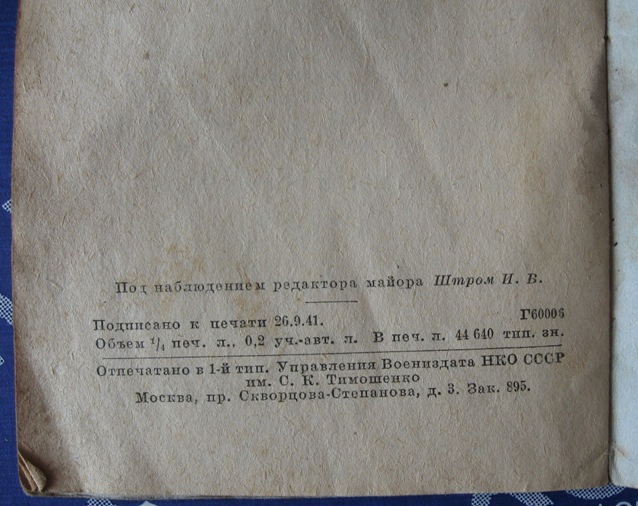 Под наблюдением редактора майора Штром И. В.
Подписано к печати 26.9.41. Г60006
Объем 1/4 печ. л., 0,2 уч.-авт. л. В печ. л. 44 640 тип. зн.
Отпечатано в 1-й тип. Управления Воениздата НКО СССР
им. С. К. Тимошенко
Москва, пр. Скворцова-Степанова, д. 3. Зак. 895.